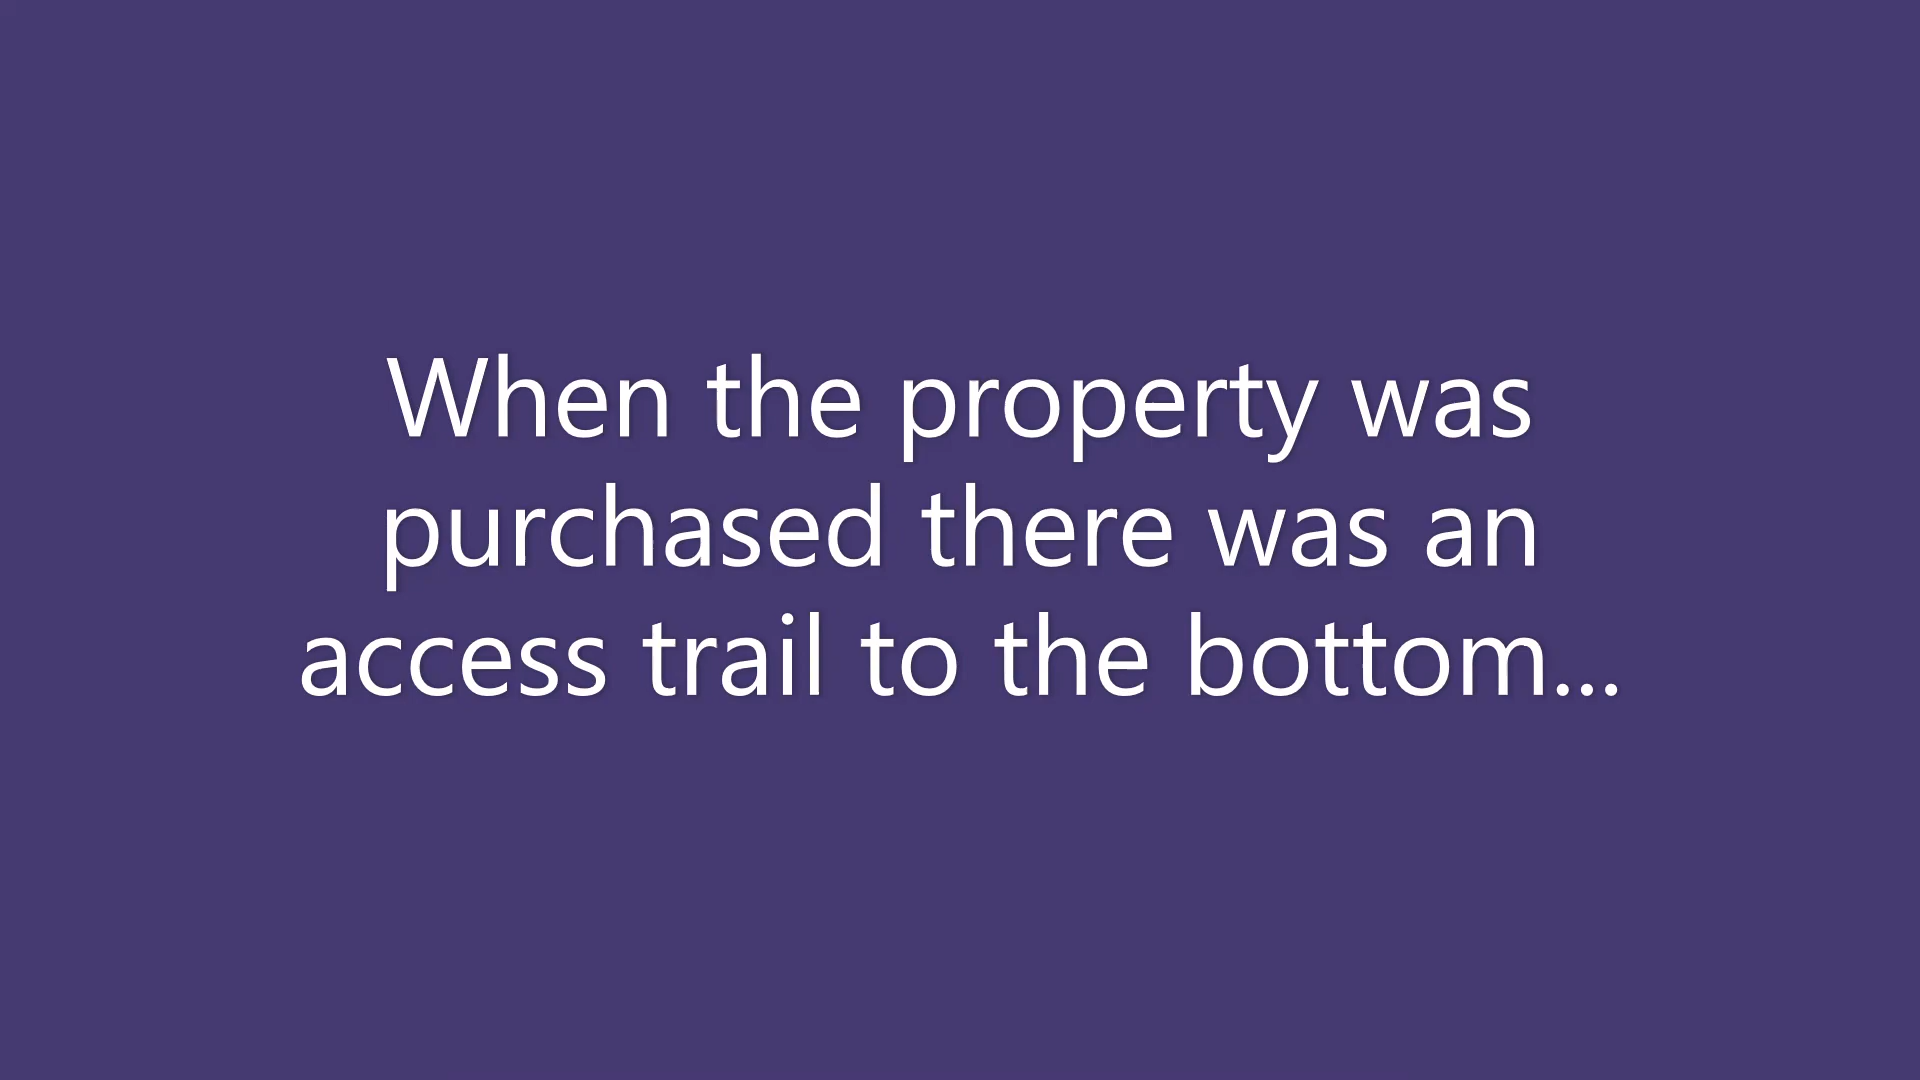 When the property was
purchased there was an
access trail to the bottom...